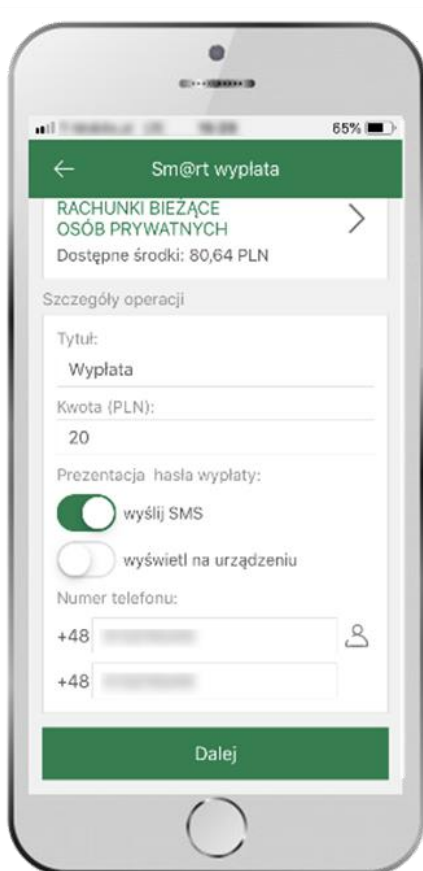 65%
Sm@rt wypłata
RACHUNKI BIEŻĄCE
OSÓB PRYWATNYCH
Dostępne środki: 80,64 PLN
Szczegóły operacji
Tytuł:
Wypłata
Kwota (PLN):
20
Prezentacja hasła wypłaty:
wyślij SMS
wyświetl na urządzeniu
Numer telefonu:
+48
+48
Dalej